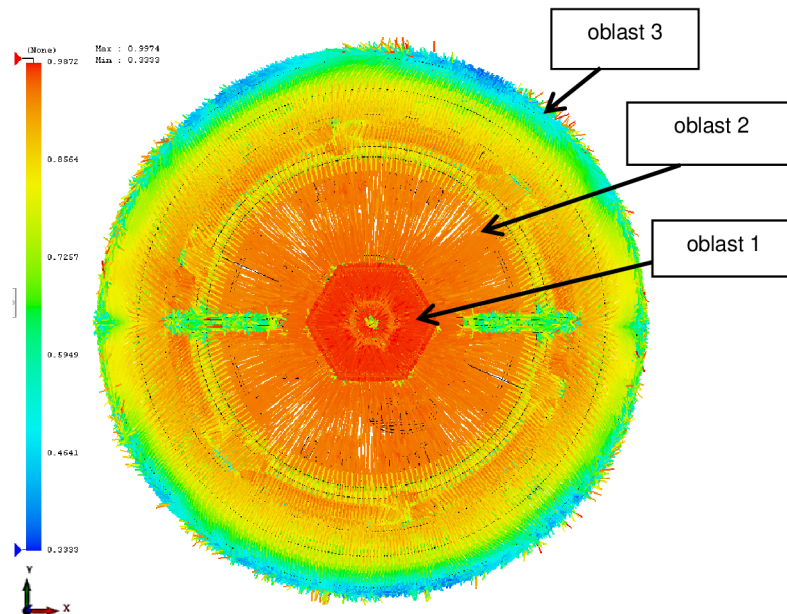 oblast 3
(None)
Max : 0.9974
Min : 0.3333
0.9872
oblast 2
0.8564
oblast 1
0.7257
0.5949
0.4641
0.3333
Y
X